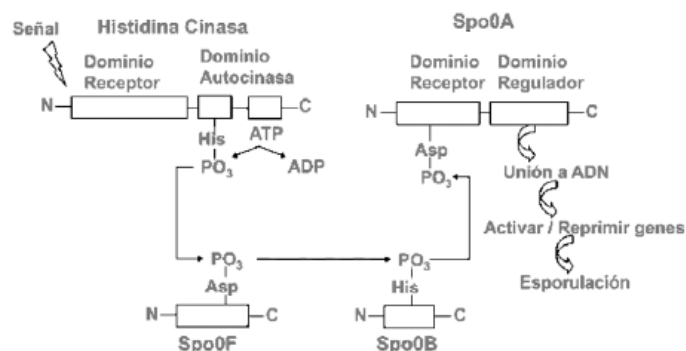 Señal
Histidina Cinasa
Dominio
Receptor
Dominio
Autocinasa
N
C
His
ATP
PO3
ADP
Spo0A
Dominio
Receptor
Dominio
Regulador
N
C
Asp
PO3
Unión a ADN
Activar / Reprimir genes
Esporulación
PO3
Asp
N
C
Spo0F
PO3
His
N
C
Spo0B